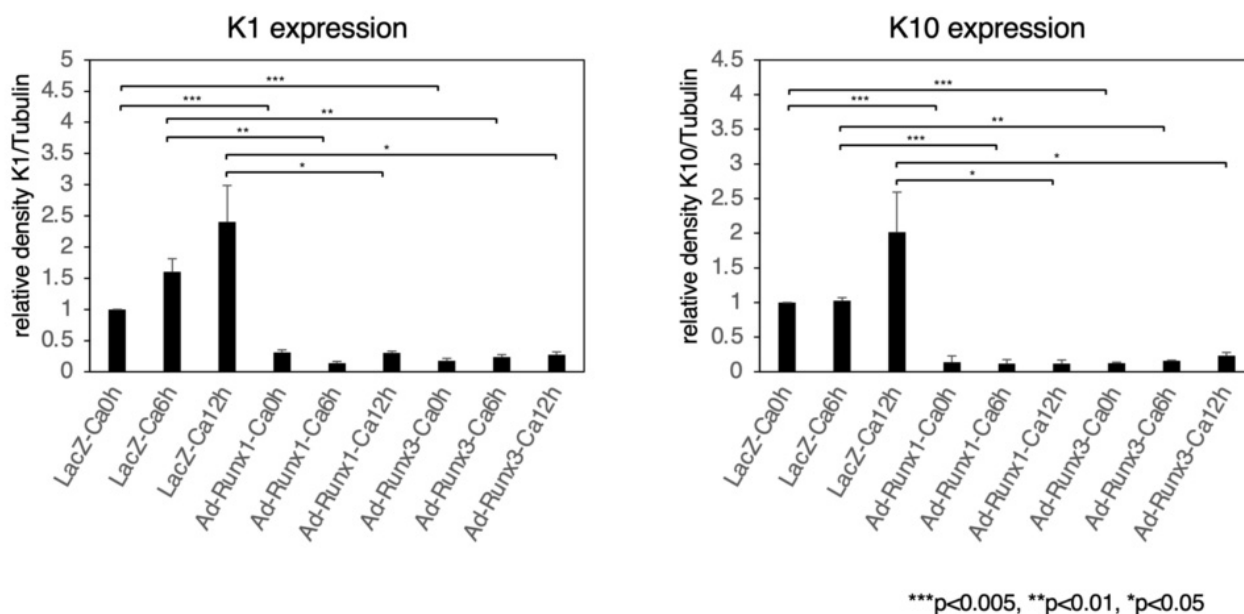 K1 expression
relative density K1/Tubulin
5
4.5
4
3.5
3
2.5
2
1.5
1
0.5
0
***
***
**
**
*
*
LacZ-Ca0h
LacZ-Ca6h
LacZ-Ca12h
Ad-Runx1-Ca0h
Ad-Runx1-Ca6h
Ad-Runx1-Ca12h
Ad-Runx3-Ca0h
Ad-Runx3-Ca6h
Ad-Runx3-Ca12h
K10 expression
relative density K10/Tubulin
4.5
4
3.5
3
2.5
2
1.5
1
0.5
0
***
***
**
***
*
*
LacZ-Ca0h
LacZ-Ca6h
LacZ-Ca12h
Ad-Runx1-Ca0h
Ad-Runx1-Ca6h
Ad-Runx1-Ca12h
Ad-Runx3-Ca0h
Ad-Runx3-Ca6h
Ad-Runx3-Ca12h
***p<0.005, **p<0.01, *p<0.05